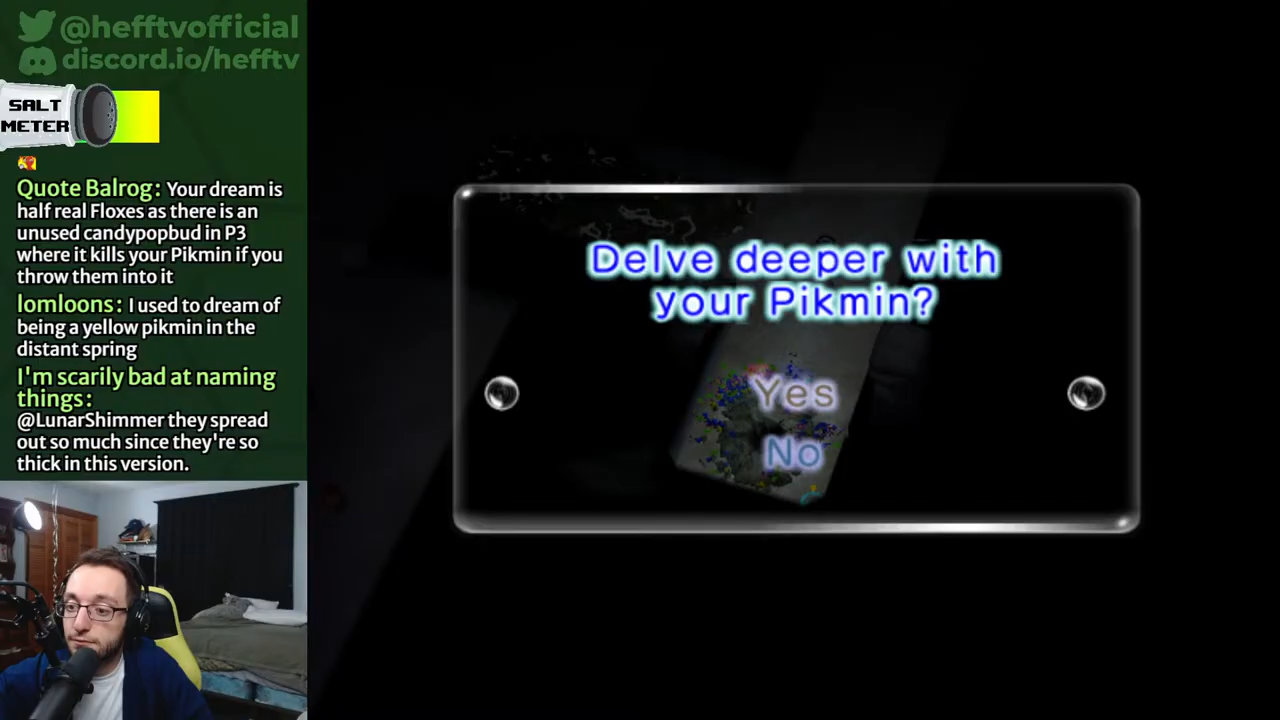 @hefftvofficial
discord.io/hefftv
SALT
METER
Quote Balrog: Your dream is
half real Floxes as there is an
unused candypopbud in P3
where it kills your Pikmin if you
throw them into it
lomloons: I used to dream of
being a yellow pikmin in the
distant spring
I'm scarily bad at naming
things:
@LunarShimmer they spread
out so much since they're so
thick in this version.
Delve deeper with
your Pikmin?
Yes
No